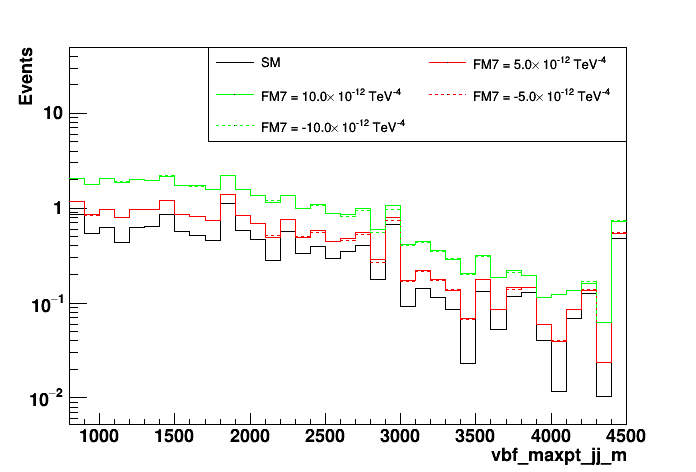 Events
SM
FM7 = 5.0× 10⁻¹² TeV⁻⁴
FM7 = 10.0× 10⁻¹² TeV⁻⁴
FM7 = -5.0× 10⁻¹² TeV⁻⁴
FM7 = -10.0× 10⁻¹² TeV⁻⁴
10
1
10⁻¹
10⁻²
1000 1500 2000 2500 3000 3500 4000 4500
vbf_maxpt_jj_m